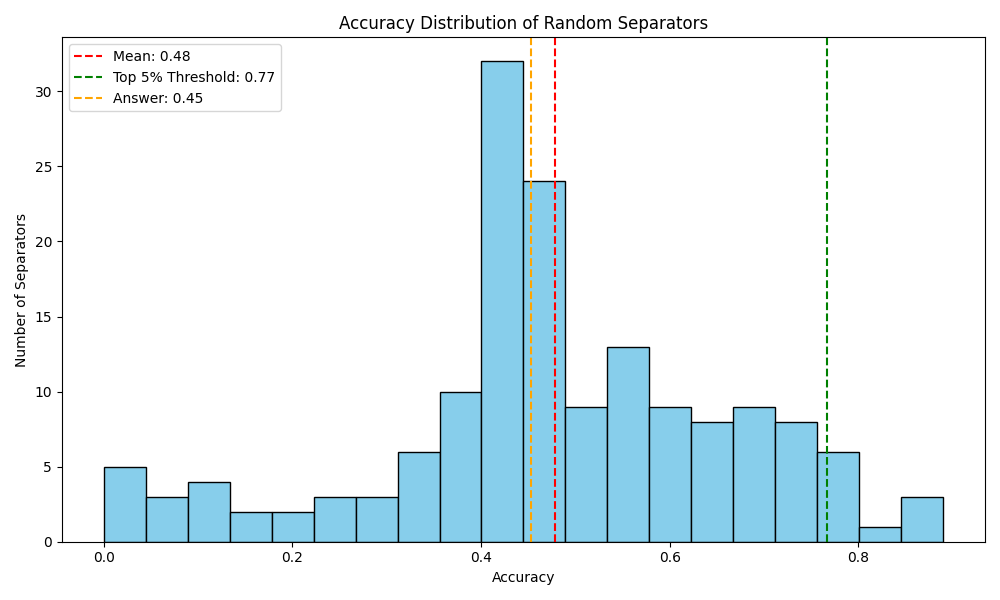 Accuracy Distribution of Random Separators
Mean: 0.48
Top 5% Threshold: 0.77
Answer: 0.45
Number of Separators
30
25
20
15
10
5
0
0.0 0.2 0.4 0.6 0.8
Accuracy